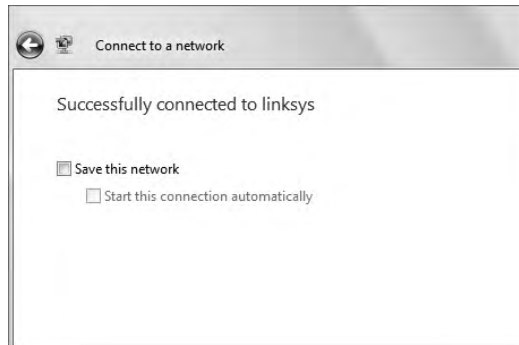 Connect to a network
Successfully connected to linksys
Save this network
Start this connection automatically